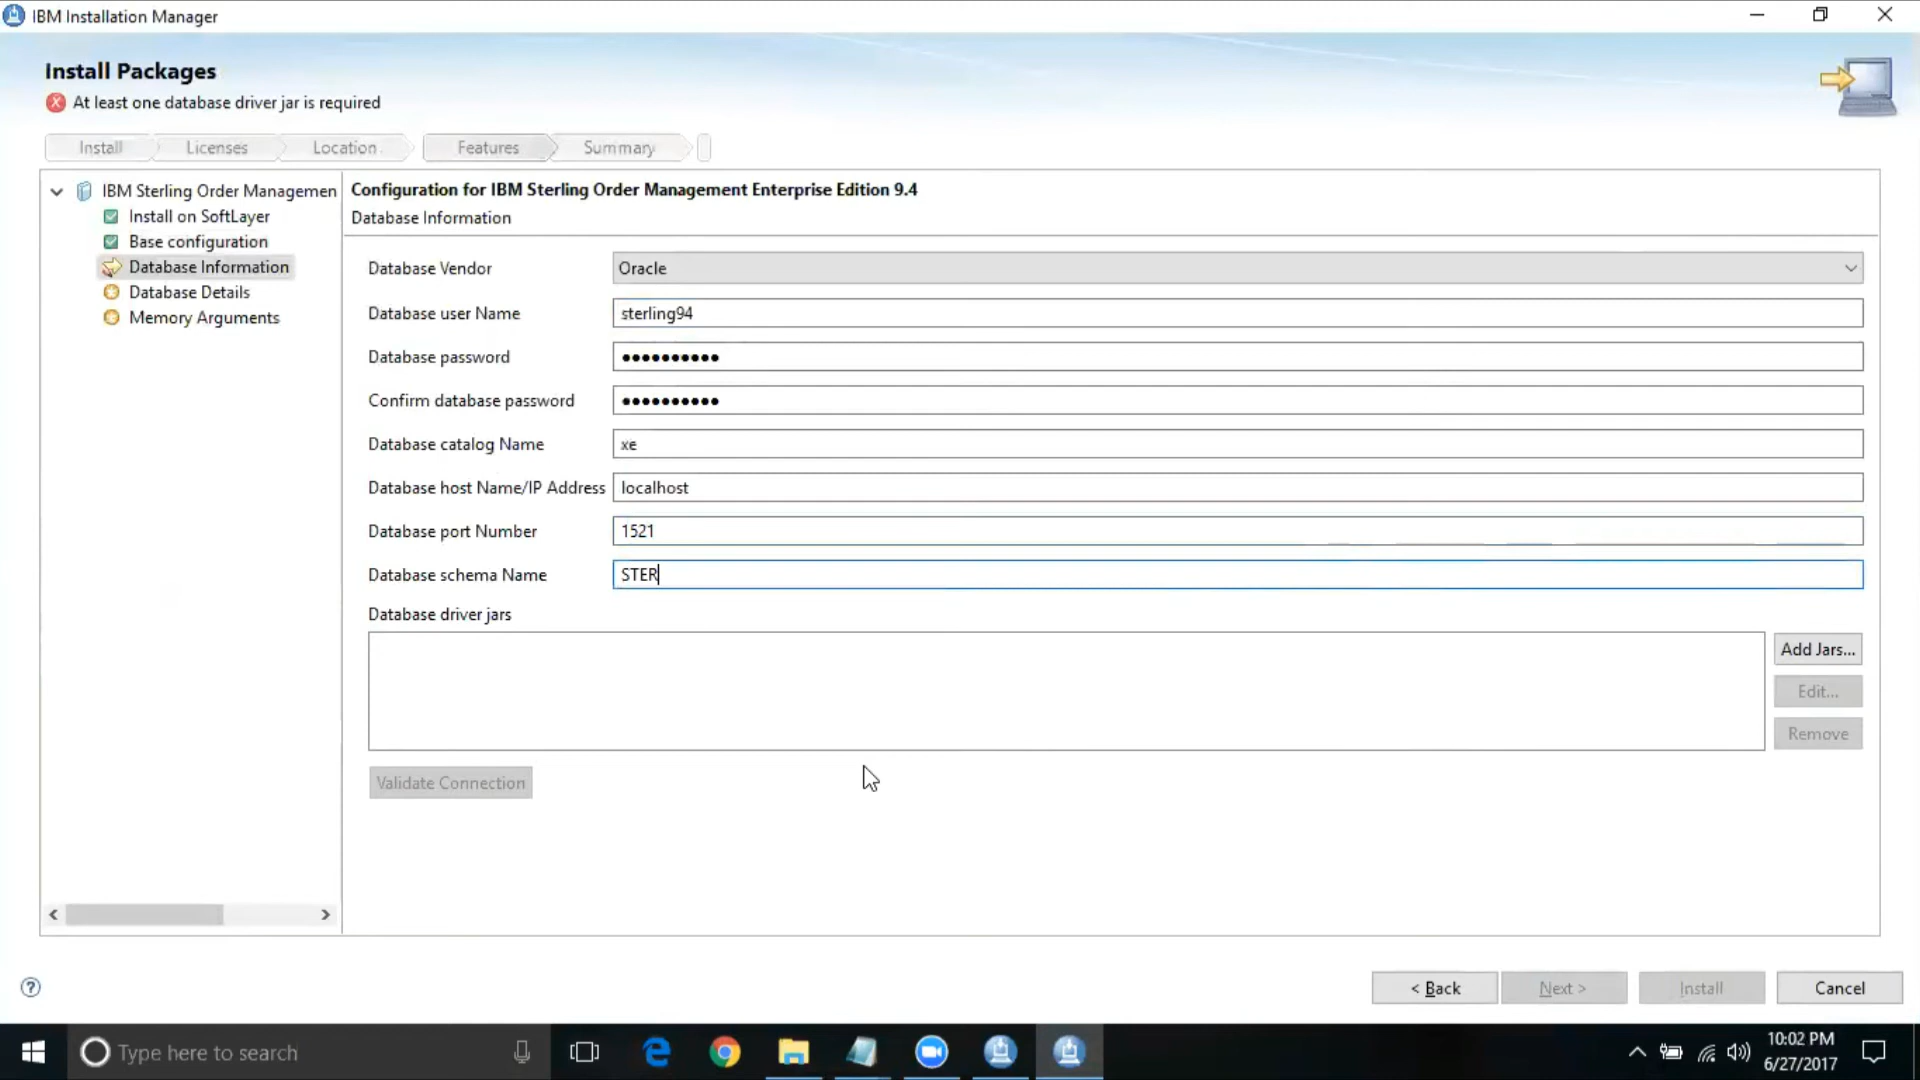 IBM Installation Manager
Install Packages
At least one database driver jar is required
Install
Licenses
Location
Features
Summary
IBM Sterling Order Managemen
Install on SoftLayer
Base configuration
Database Information
Database Details
Memory Arguments
Configuration for IBM Sterling Order Management Enterprise Edition 9.4
Database Information
Database Vendor
Oracle
Database user Name
sterling94
Database password
••••••••••
Confirm database password
••••••••••
Database catalog Name
xe
Database host Name/IP Address
localhost
Database port Number
1521
Database schema Name
STER
Database driver jars
Add Jars...
Edit...
Remove
Validate Connection
?
< Back
Next >
Install
Cancel
Type here to search
10:02 PM
6/27/2017